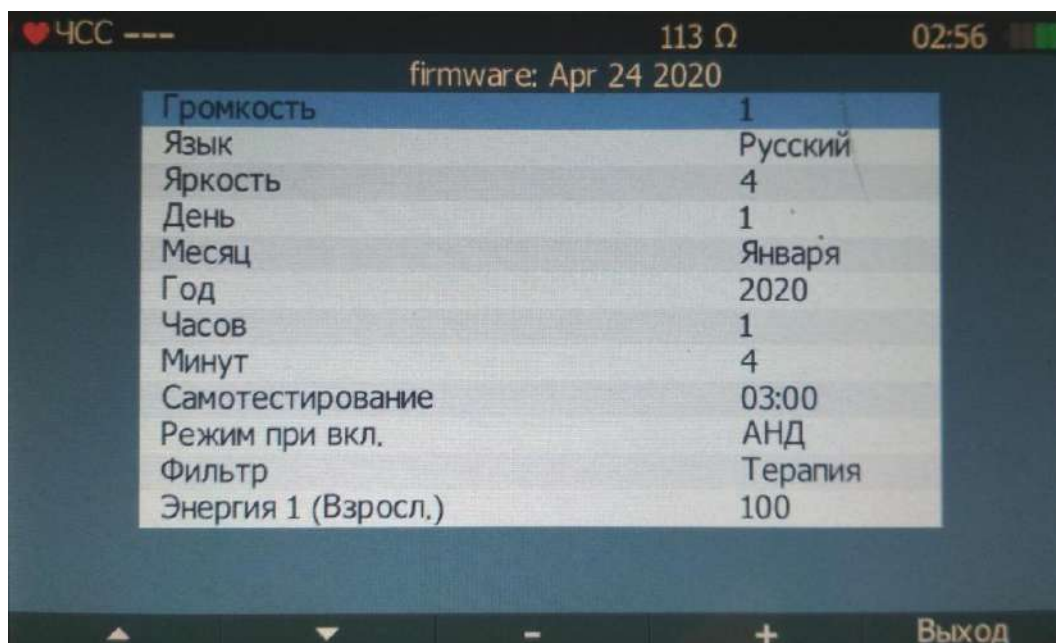 ЧСС --- 113 Ω 02:56
firmware: Apr 24 2020
Громкость 1
Язык Русский
Яркость 4
День 1
Месяц Января
Год 2020
Часов 1
Минут 4
Самотестирование 03:00
Режим при вкл. АНД
Фильтр Терапия
Энергия 1 (Взросл.) 100
− + Выход